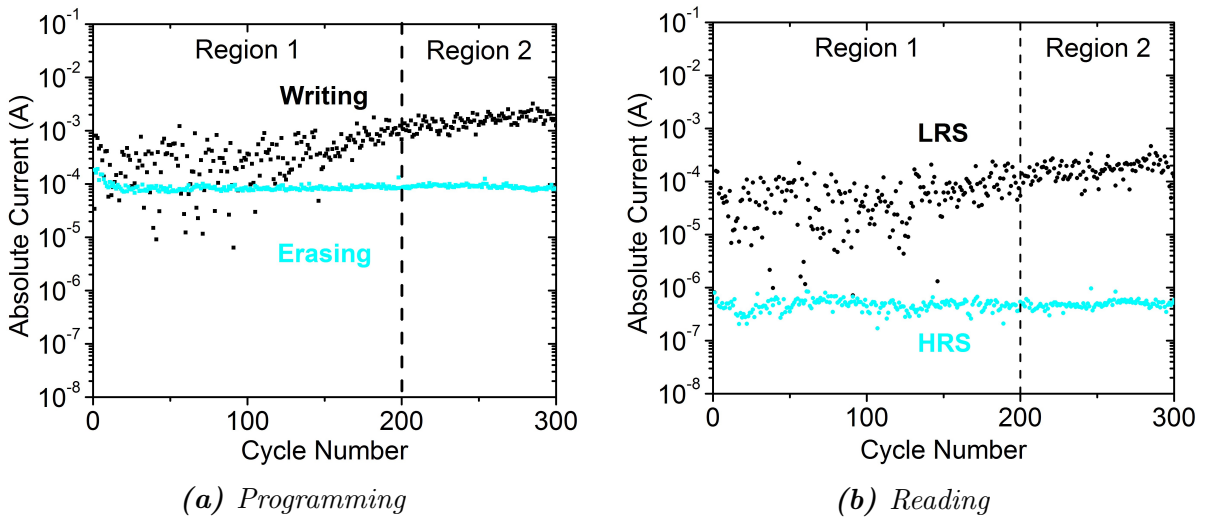 10⁻¹
10⁻²
10⁻³
10⁻⁴
10⁻⁵
10⁻⁶
10⁻⁷
10⁻⁸
Absolute Current (A)
Region 1
Region 2
Writing
Erasing
0
100
200
300
Cycle Number
(a) Programming
10⁻¹
10⁻²
10⁻³
10⁻⁴
10⁻⁵
10⁻⁶
10⁻⁷
10⁻⁸
Absolute Current (A)
Region 1
Region 2
LRS
HRS
0
100
200
300
Cycle Number
(b) Reading